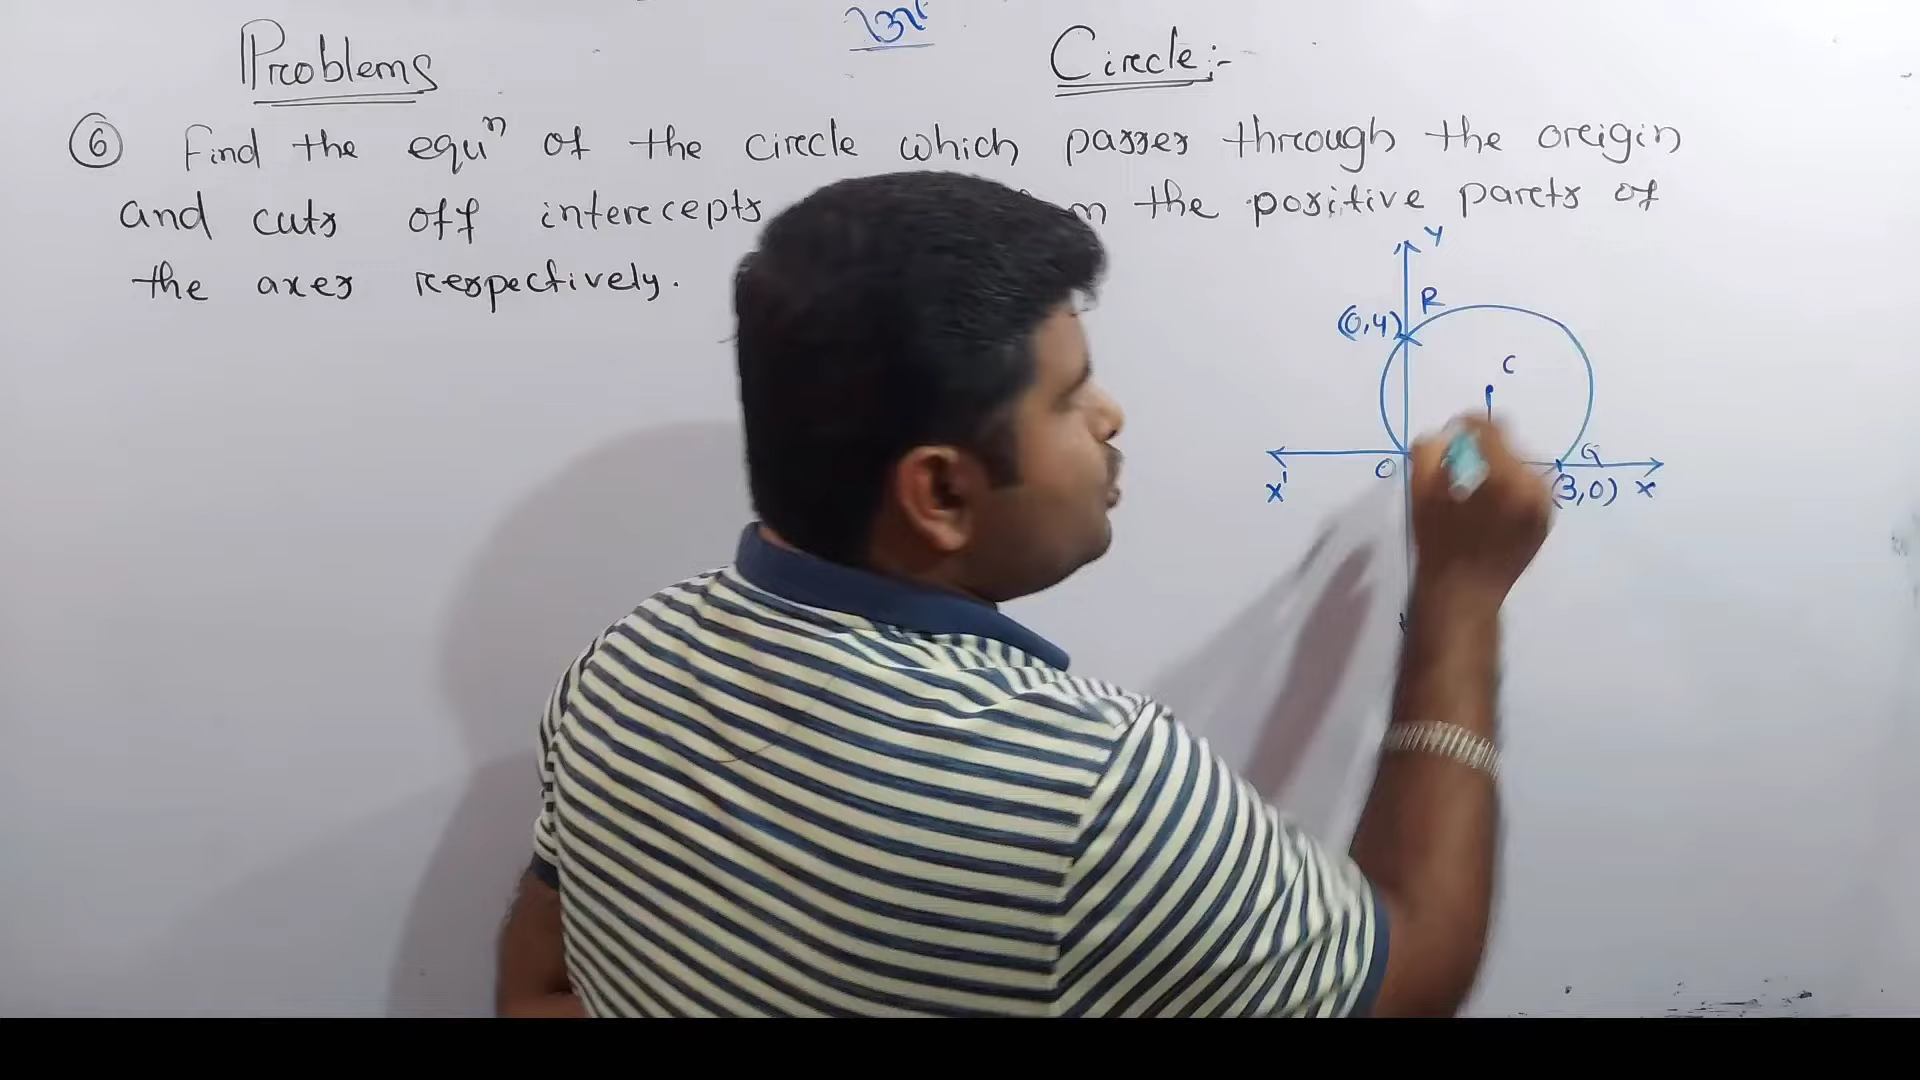 Problems
Circle:-
⑥ Find the equⁿ of the circle which passes through the origin
and cuts off intercepts the positive parts of
the axes respectively.
Y
R
(0,4)
C
O
Q
X'
(3,0) X